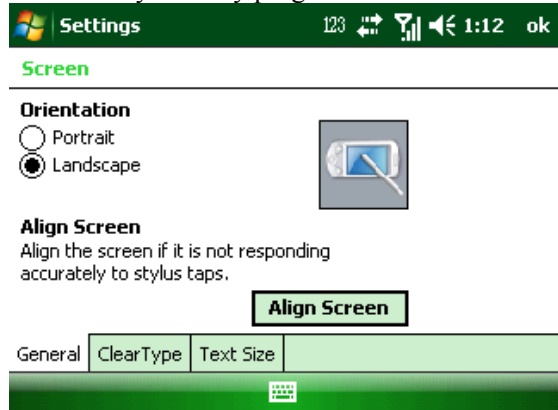 Settings 123 1:12 ok
Screen
Orientation
Portrait
Landscape
Align Screen
Align the screen if it is not responding
accurately to stylus taps.
Align Screen
General ClearType Text Size